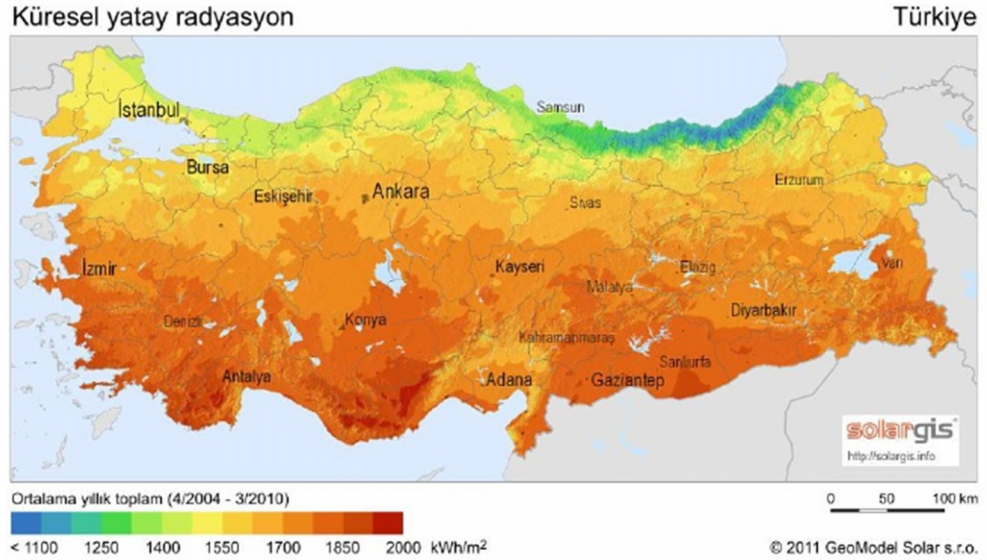 Küresel yatay radyasyon
Türkiye
İstanbul
Samsun
Bursa
Erzurum
Eskişehir
Ankara
Sivas
İzmir
Kayseri
Elazig
Van
Malatya
Diyarbakır
Denizli
Konya
Kahramanmaraş
Sanlıurfa
Antalya
Adana
Gaziantep
solargis
http://solargis.info
Ortalama yıllık toplam (4/2004 - 3/2010)
0 50 100 km
< 1100 1250 1400 1550 1700 1850 2000 kWh/m²
© 2011 GeoModel Solar s.r.o.